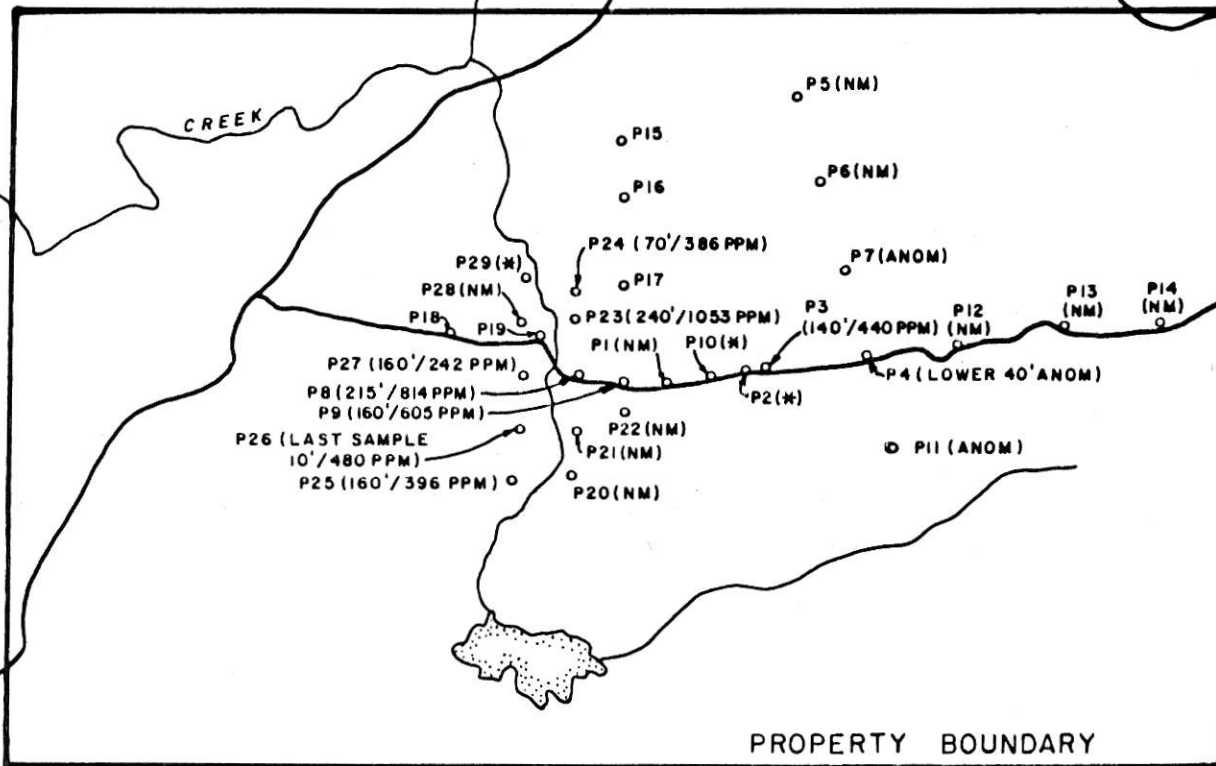 CREEK
P5 (NM)
P15
P6 (NM)
P16
P24 (70'/386 PPM)
P7 (ANOM)
P29 (*)
P17
P28 (NM)
P3
(140'/440 PPM)
P13
(NM)
P14
(NM)
P12
(NM)
P18
P19
P23 (240'/1053 PPM)
P1 (NM)
P10 (*)
P27 (160'/242 PPM)
P8 (215'/814 PPM)
P4 (LOWER 40' ANOM)
P9 (160'/605 PPM)
P2 (*)
P22 (NM)
P26 (LAST SAMPLE
10'/480 PPM)
P21 (NM)
P11 (ANOM)
P25 (160'/396 PPM)
P20 (NM)
PROPERTY BOUNDARY